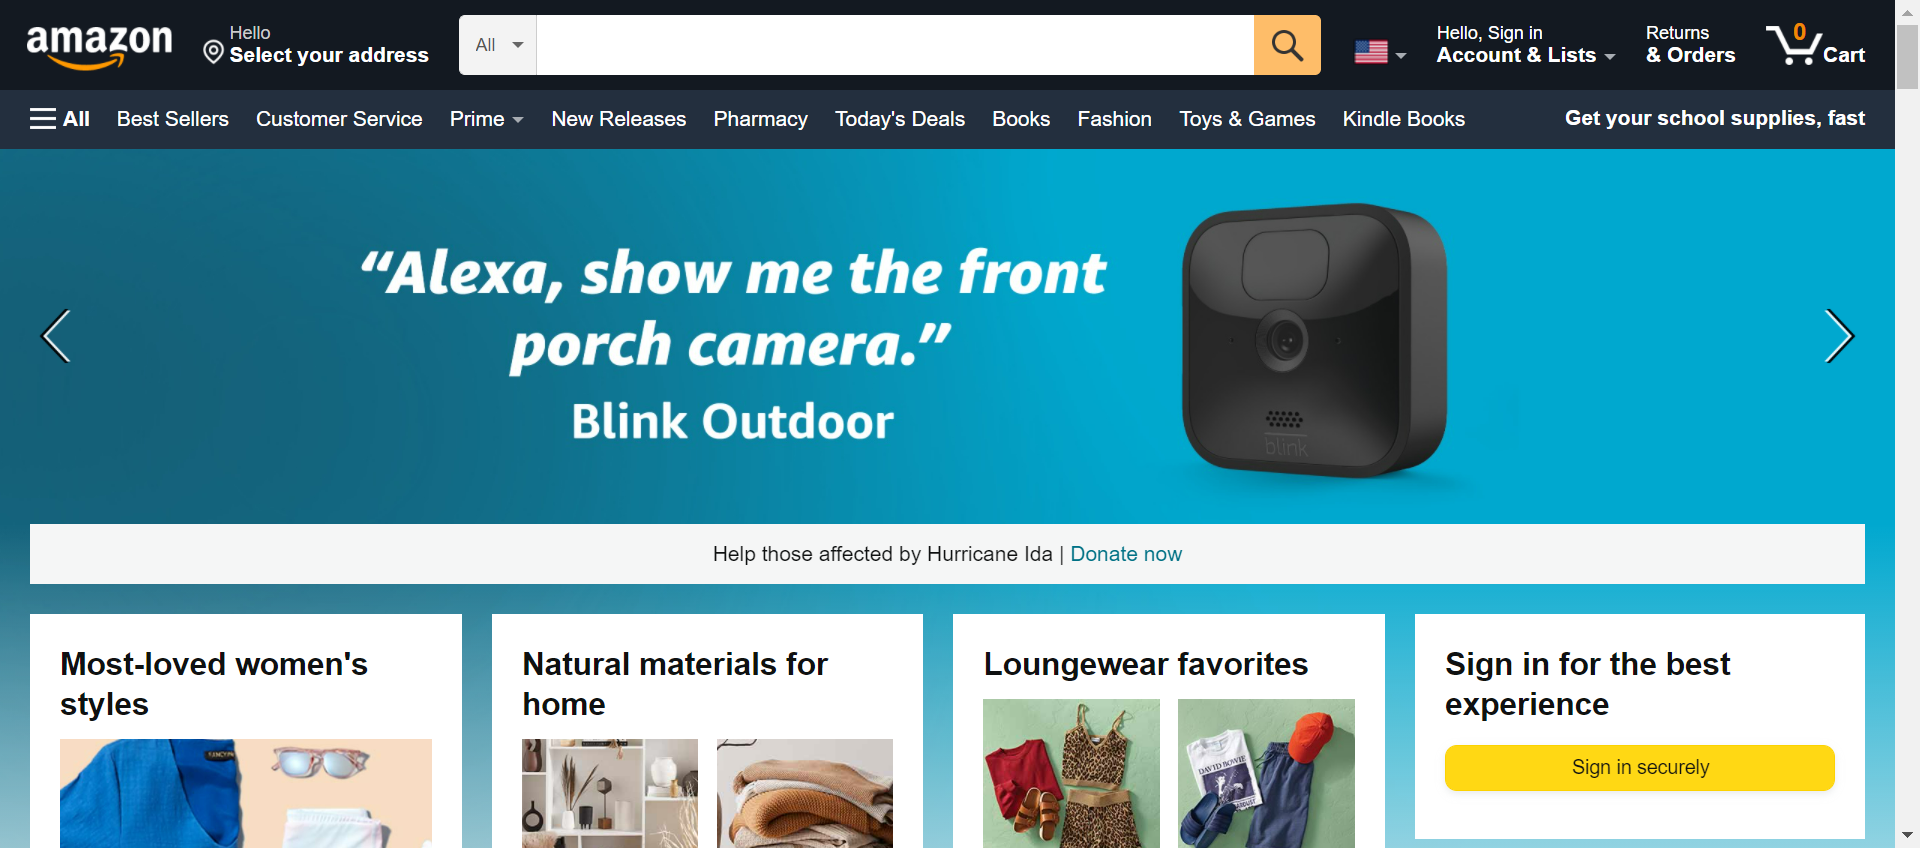 amazon
Hello
Select your address
All
Hello, Sign in
Account & Lists
Returns
& Orders
0
Cart
All
Best Sellers
Customer Service
Prime
New Releases
Pharmacy
Today's Deals
Books
Fashion
Toys & Games
Kindle Books
Get your school supplies, fast
“Alexa, show me the front
porch camera.”
Blink Outdoor
blink
Help those affected by Hurricane Ida | Donate now
Most-loved women's
styles
Natural materials for
home
Loungewear favorites
DAVID BOWIE
Sign in for the best
experience
Sign in securely